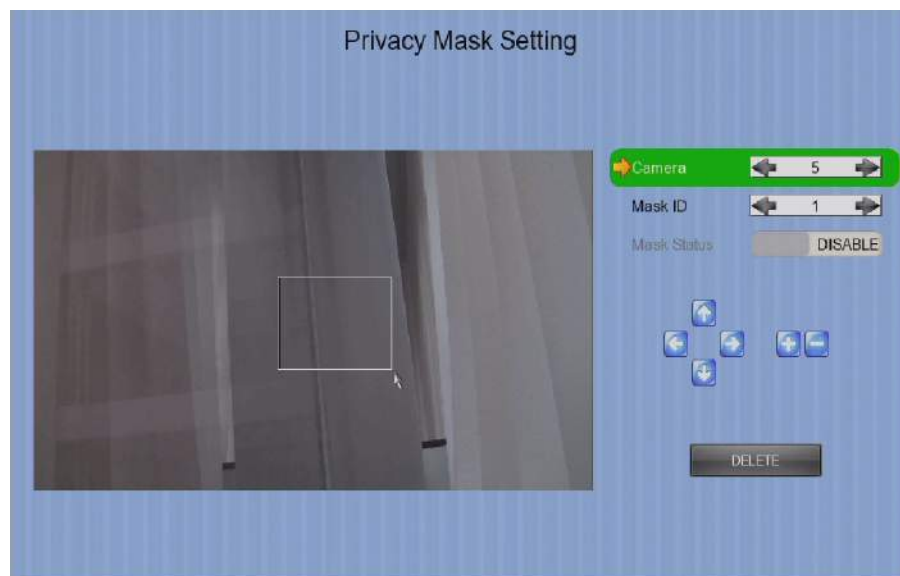 Privacy Mask Setting
Camera 5
Mask ID 1
Mask Status DISABLE
DELETE